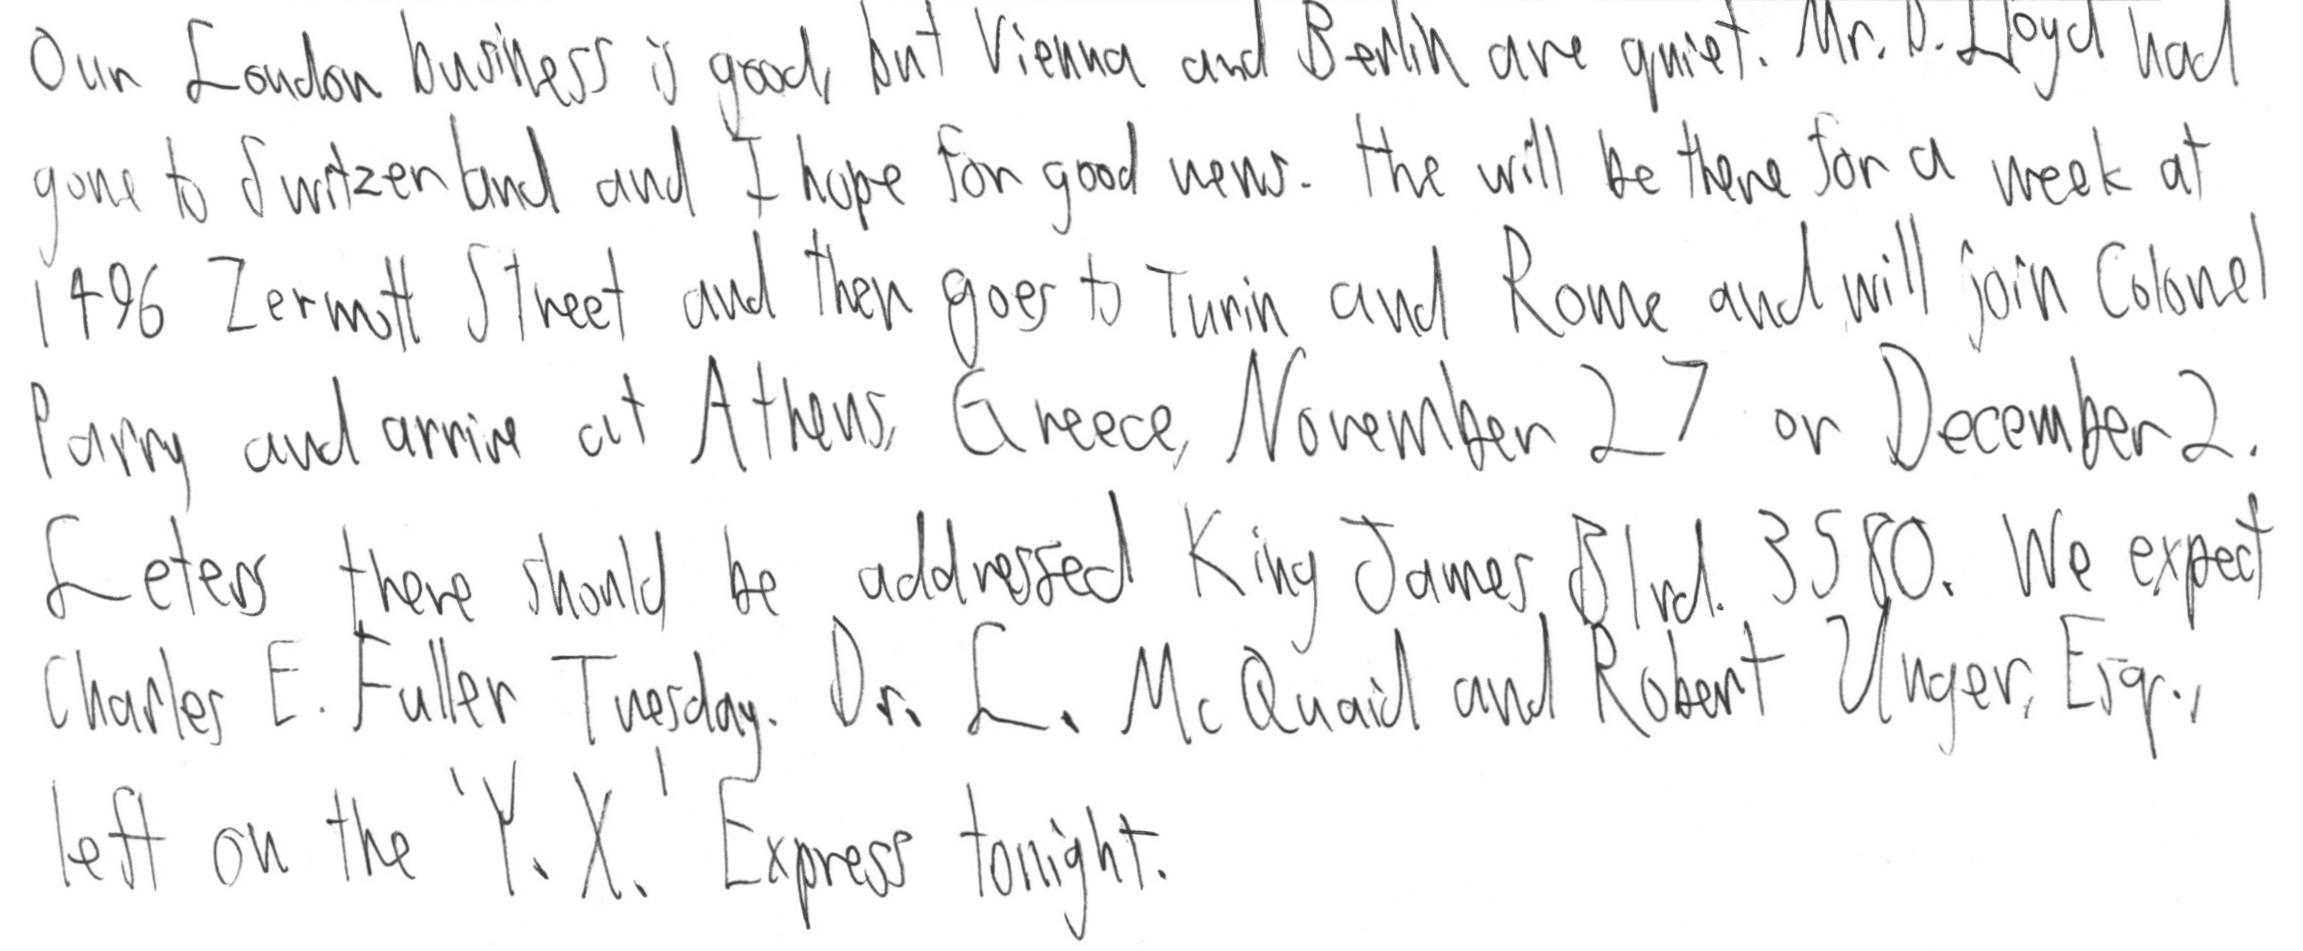 Our London business is good, but Vienna and Berlin are quiet. Mr. D. Lloyd had
gone to Switzerland and I hope for good news. the will be there for a week at
1496 Zermott Street and then goes to Turin and Rome and will join Colonel
Parry and arrive at Athens, Greece, November 27 or December 2.
Leters there should be addressed King James Blvd. 3580. We expect
Charles E. Fuller Tuesday. Dr. L. McQuaid and Robert Unger, Esq.,
left on the 'Y. X.' Express tonight.